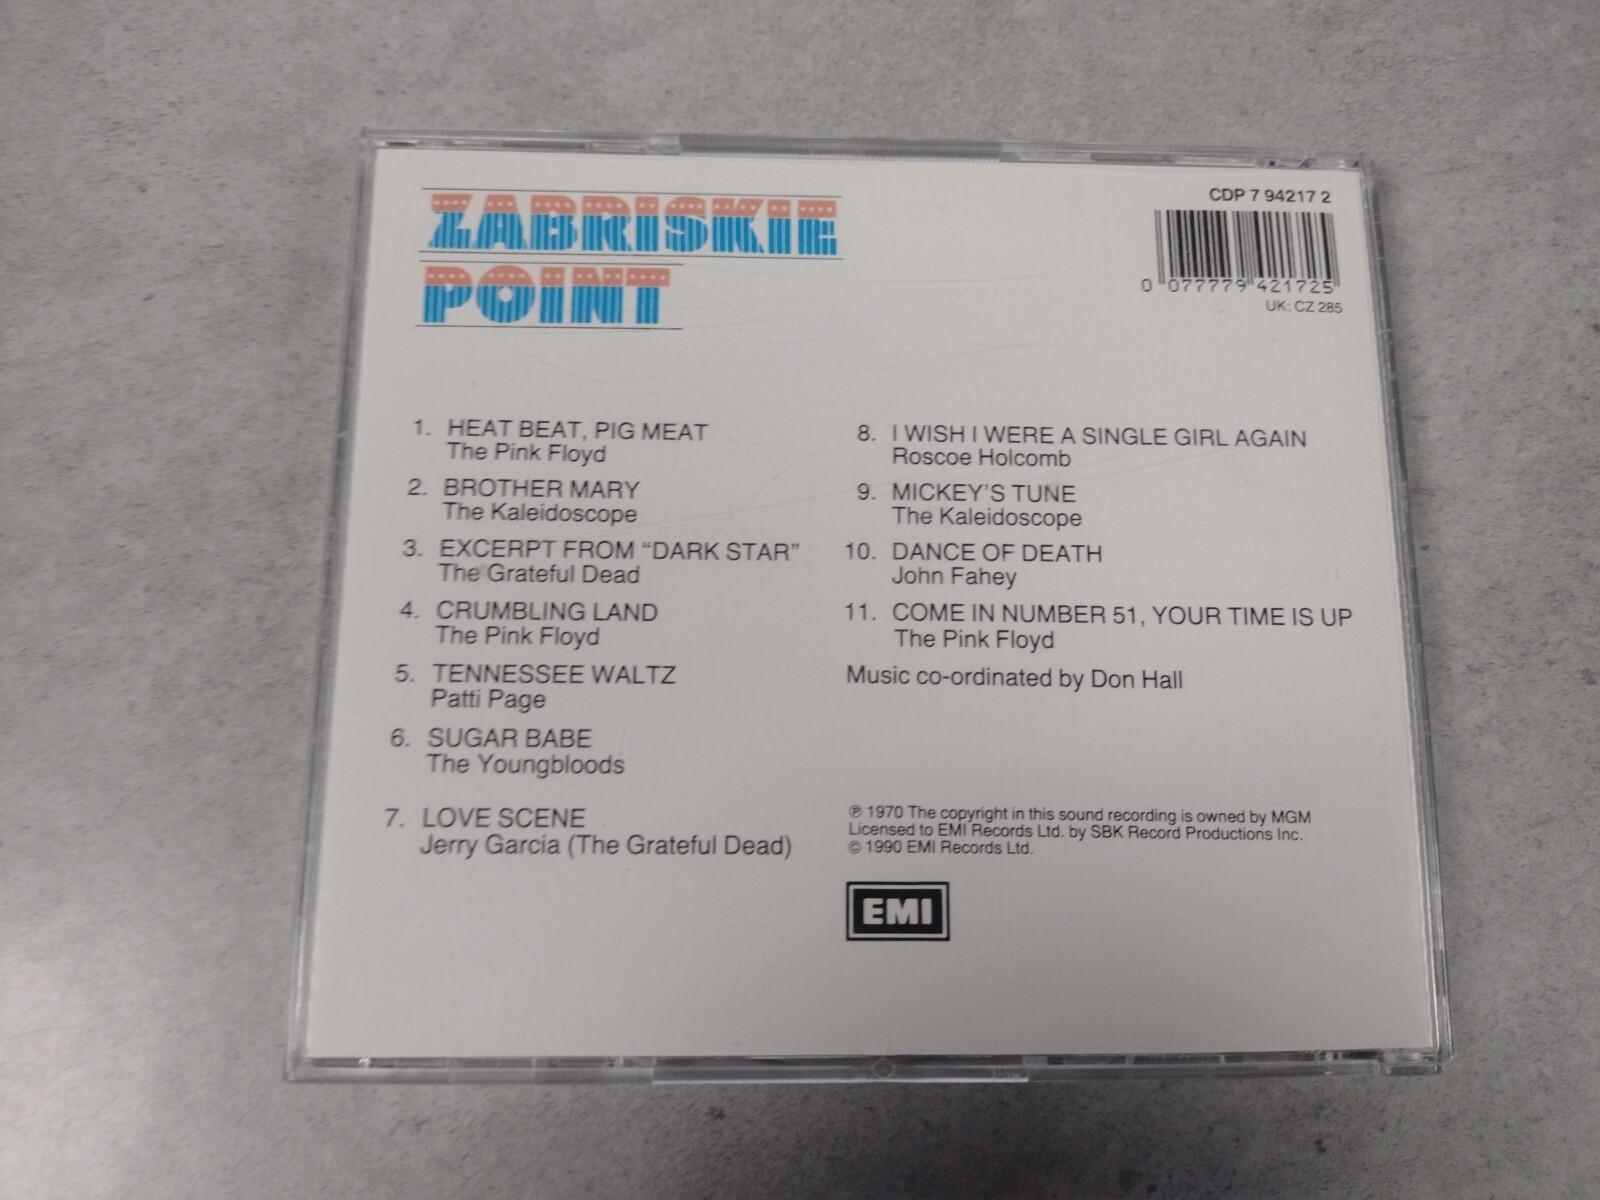 ZABRISKIE
POINT
CDP 7 94217 2
0 077779 421725
UK: CZ 285
1. HEAT BEAT, PIG MEAT
The Pink Floyd
2. BROTHER MARY
The Kaleidoscope
3. EXCERPT FROM “DARK STAR”
The Grateful Dead
4. CRUMBLING LAND
The Pink Floyd
5. TENNESSEE WALTZ
Patti Page
6. SUGAR BABE
The Youngbloods
7. LOVE SCENE
Jerry Garcia (The Grateful Dead)
8. I WISH I WERE A SINGLE GIRL AGAIN
Roscoe Holcomb
9. MICKEY’S TUNE
The Kaleidoscope
10. DANCE OF DEATH
John Fahey
11. COME IN NUMBER 51, YOUR TIME IS UP
The Pink Floyd
Music co-ordinated by Don Hall
℗ 1970 The copyright in this sound recording is owned by MGM
Licensed to EMI Records Ltd. by SBK Record Productions Inc.
© 1990 EMI Records Ltd.
EMI